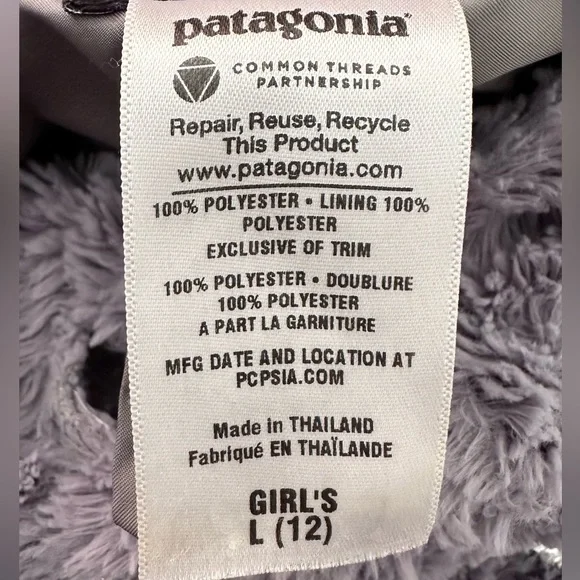 patagonia
COMMON THREADS
PARTNERSHIP
Repair, Reuse, Recycle
This Product
www.patagonia.com
100% POLYESTER • LINING 100%
POLYESTER
EXCLUSIVE OF TRIM
100% POLYESTER • DOUBLURE
100% POLYESTER
A PART LA GARNITURE
MFG DATE AND LOCATION AT
PCPSIA.COM
Made in THAILAND
Fabriqué EN THAÏLANDE
GIRL'S
L (12)